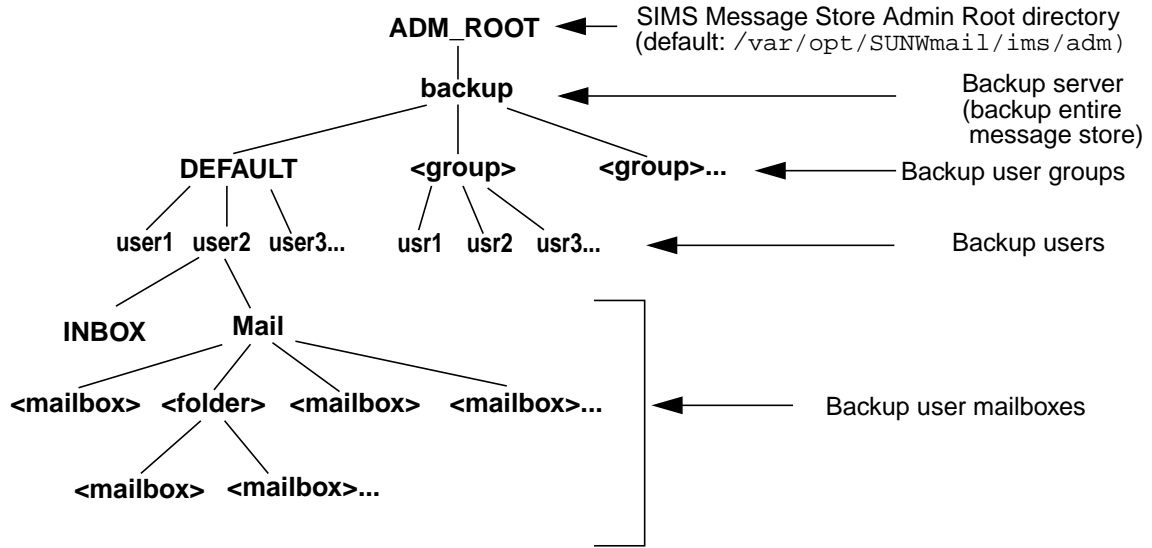 ADM_ROOT
SIMS Message Store Admin Root directory
(default: /var/opt/SUNWmail/ims/adm)
backup
Backup server
(backup entire
message store)
DEFAULT
<group>
<group>...
Backup user groups
user1 user2 user3...
usr1 usr2 usr3...
Backup users
INBOX
Mail
<mailbox> <folder> <mailbox> <mailbox>...
Backup user mailboxes
<mailbox> <mailbox>...